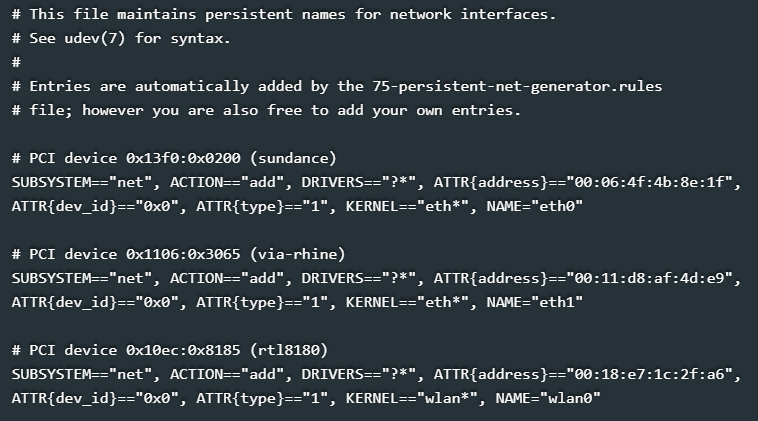 # This file maintains persistent names for network interfaces.
# See udev(7) for syntax.
#
# Entries are automatically added by the 75-persistent-net-generator.rules
# file; however you are also free to add your own entries.
# PCI device 0x13f0:0x0200 (sundance)
SUBSYSTEM=="net", ACTION=="add", DRIVERS=="?*", ATTR{address}=="00:06:4f:4b:8e:1f",
ATTR{dev_id}=="0x0", ATTR{type}=="1", KERNEL=="eth*", NAME="eth0"
# PCI device 0x1106:0x3065 (via-rhine)
SUBSYSTEM=="net", ACTION=="add", DRIVERS=="?*", ATTR{address}=="00:11:d8:af:4d:e9",
ATTR{dev_id}=="0x0", ATTR{type}=="1", KERNEL=="eth*", NAME="eth1"
# PCI device 0x10ec:0x8185 (rtl8180)
SUBSYSTEM=="net", ACTION=="add", DRIVERS=="?*", ATTR{address}=="00:18:e7:1c:2f:a6",
ATTR{dev_id}=="0x0", ATTR{type}=="1", KERNEL=="wlan*", NAME="wlan0"